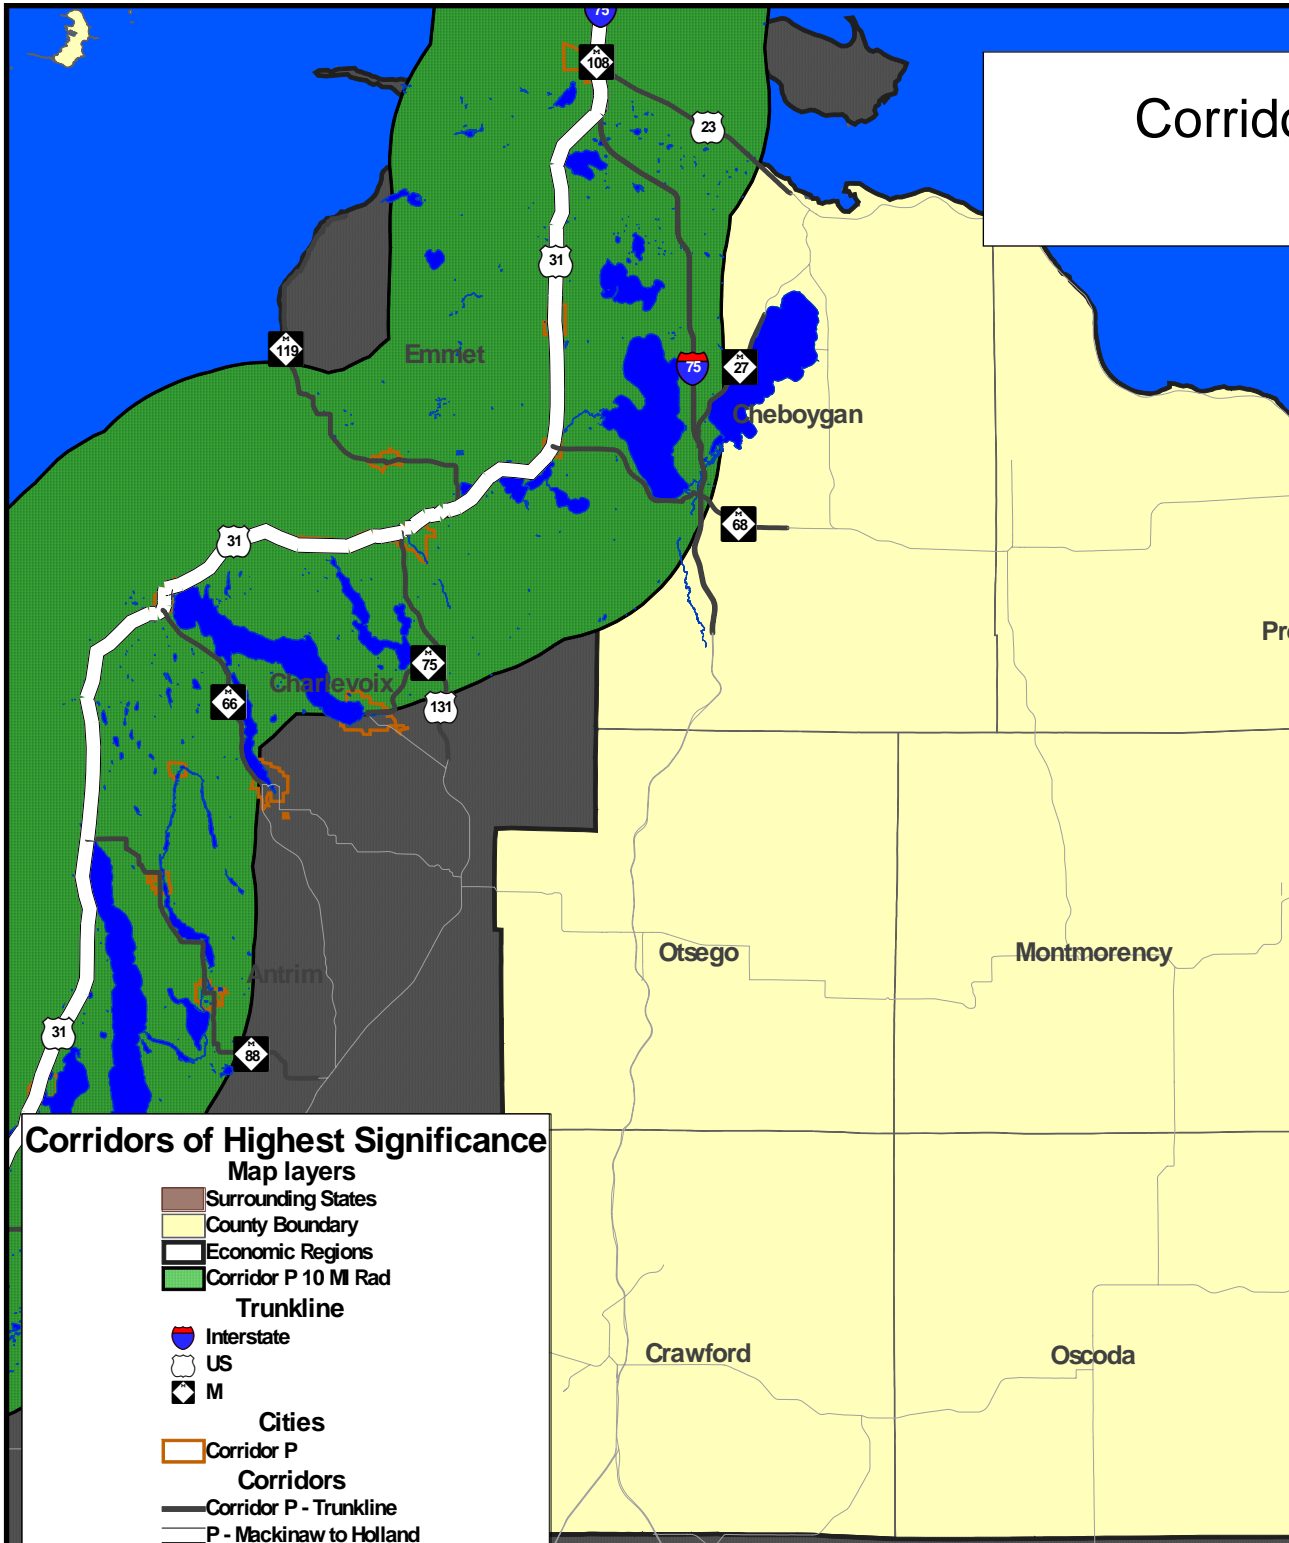 75
M
108
Corrido
23
31
M
119
Emmet
75
M
27
Cheboygan
M
68
31
Pr
M
75
Charlevoix
M
66
131
Otsego
Montmorency
Antrim
31
M
88
Corridors of Highest Significance
Map layers
Surrounding States
County Boundary
Economic Regions
Corridor P 10 MI Rad
Trunkline
Interstate
US
M
Cities
Corridor P
Corridors
Corridor P - Trunkline
P - Mackinaw to Holland
Crawford
Oscoda